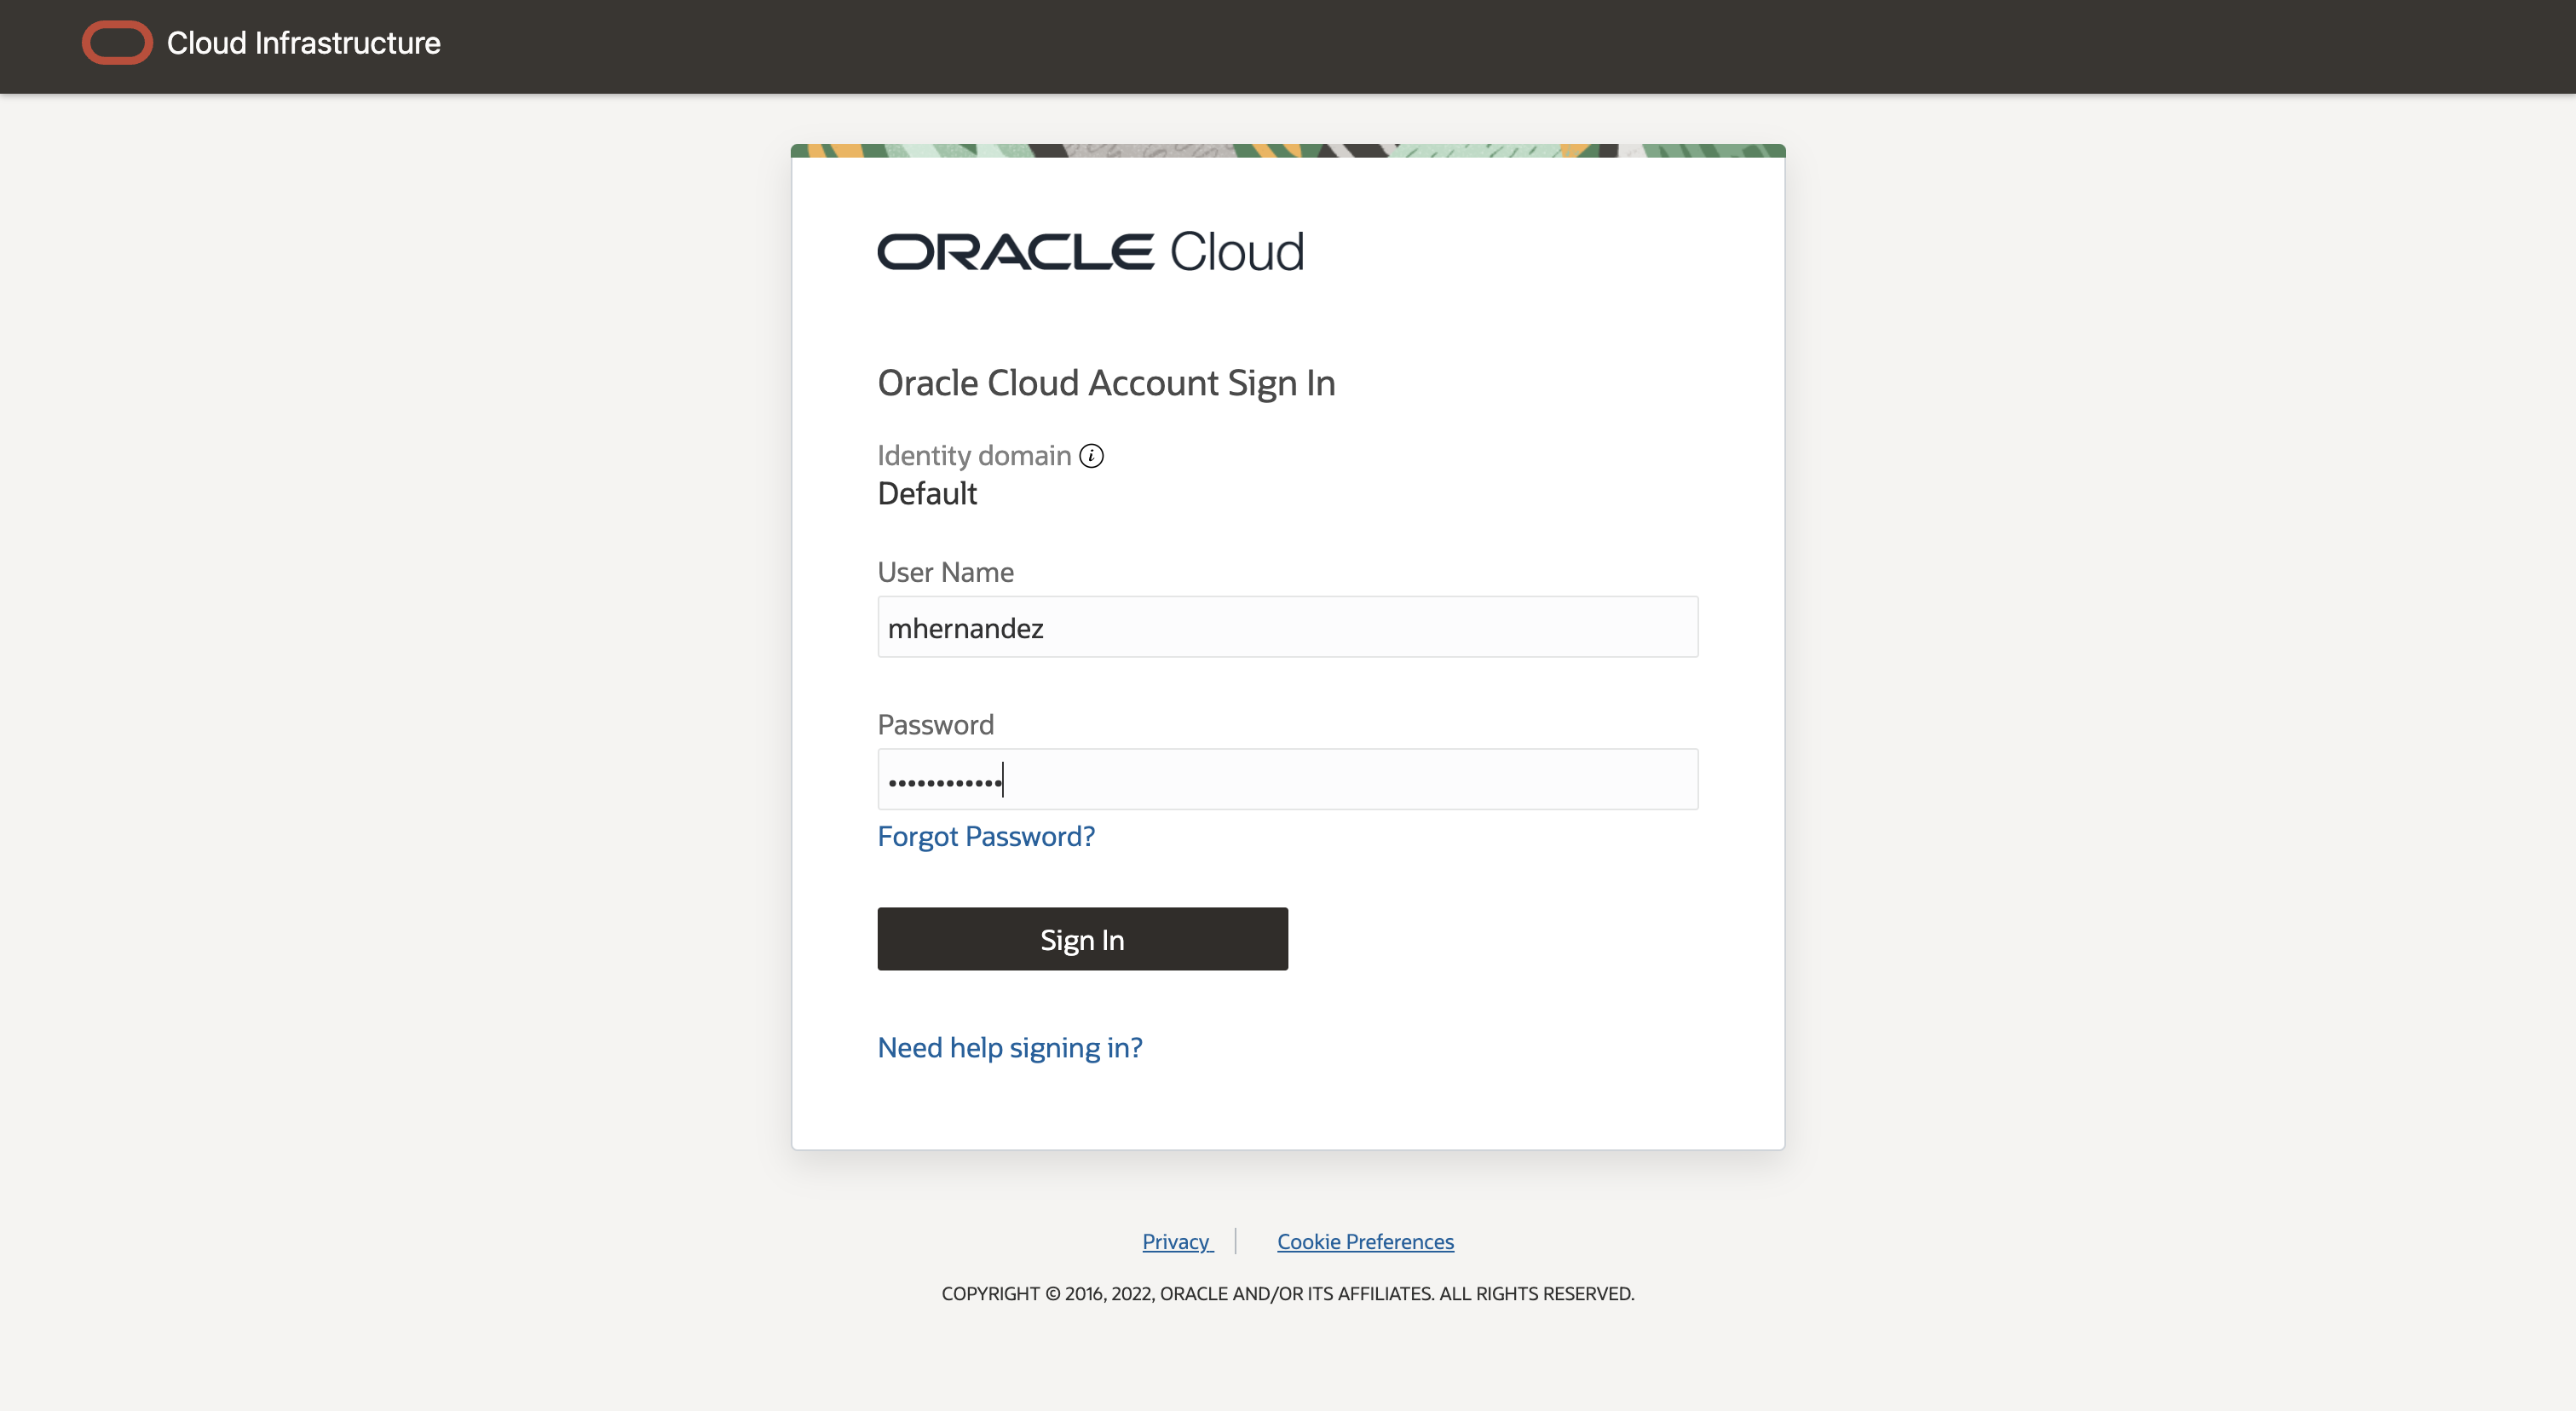 Cloud Infrastructure
ORACLE Cloud
Oracle Cloud Account Sign In
Identity domain i
Default
User Name
mhernandez
Password
••••••••••••
Forgot Password?
Sign In
Need help signing in?
Privacy | Cookie Preferences
COPYRIGHT © 2016, 2022, ORACLE AND/OR ITS AFFILIATES. ALL RIGHTS RESERVED.